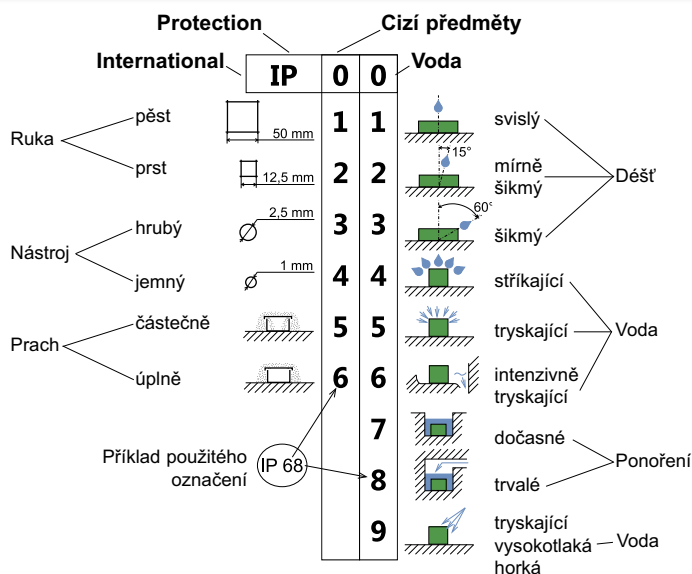 Protection
Cizí předměty
International
IP 0 0
Voda
Ruka
pěst
50 mm
1 1
svislý
prst
12,5 mm
2 2
15°
mírně
šikmý
Déšť
Nástroj
hrubý
2,5 mm
3 3
60°
šikmý
jemný
1 mm
4 4
stříkající
Prach
částečně
5 5
tryskající
Voda
úplně
6 6
intenzivně
tryskající
7
dočasné
Ponoření
Příklad použitého
označení
IP 68
8
trvalé
9
tryskající
vysokotlaká
horká
Voda